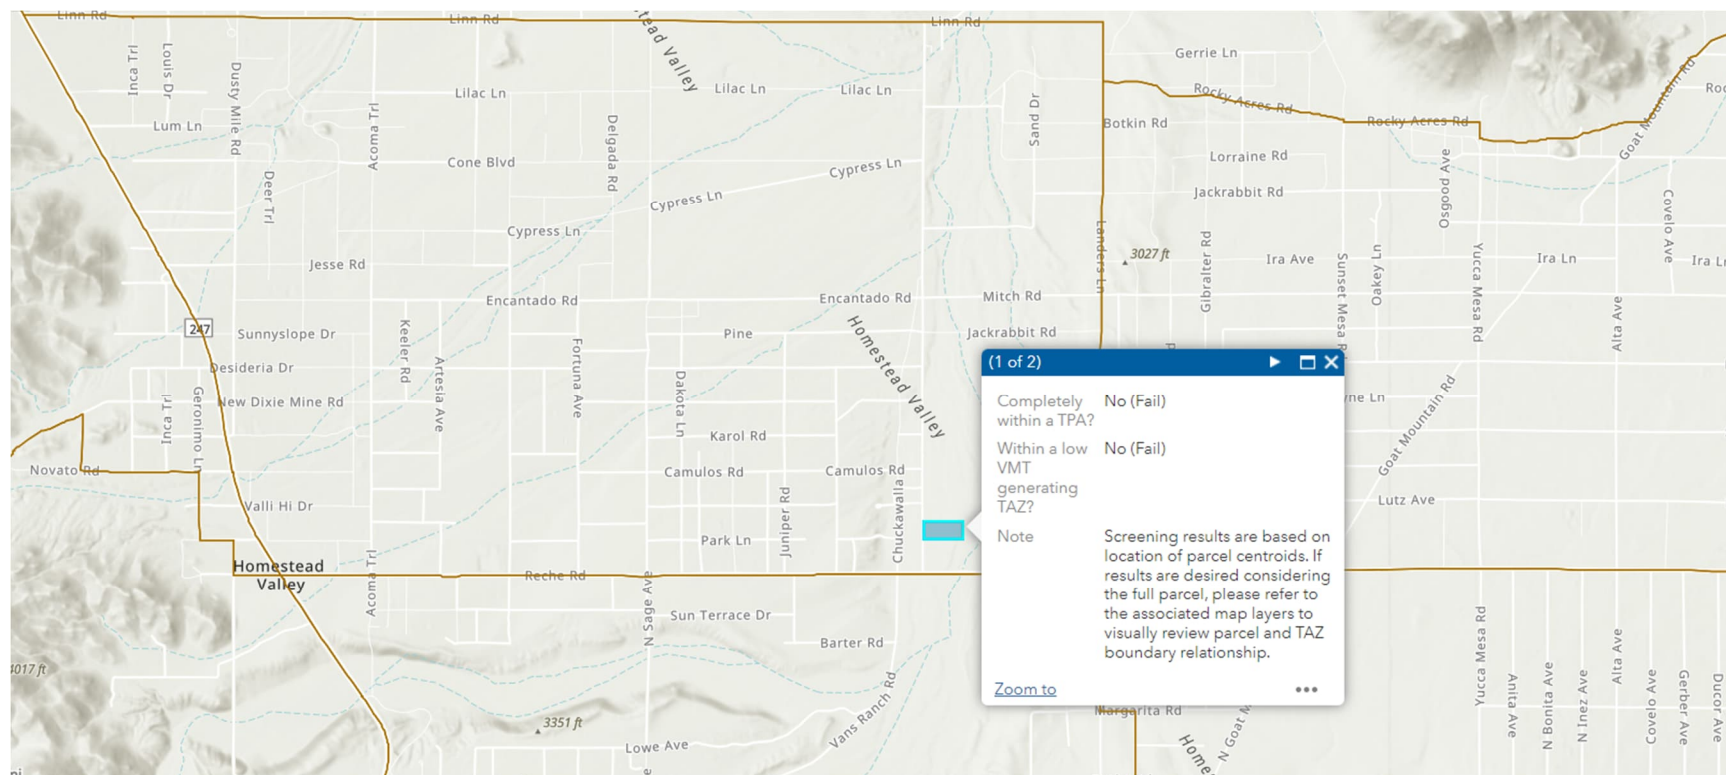 Linn Rd
Linn Rd
Linn Rd
Homestead Valley
Gerrie Ln
Inca Trl
Louis Dr
Dusty Mile Rd
Lilac Ln
Lilac Ln
Lilac Ln
Sand Dr
Rocky Acres Rd
Rocky Acres Rd
Goat Mountain Rd
Lum Ln
Acoma Trl
Delgada Rd
Botkin Rd
Cone Blvd
Cypress Ln
Lorraine Rd
Deer Trl
Cypress Ln
Jackrabbit Rd
Osgood Ave
Covelo Ave
Cypress Ln
Landers Ln
3027 ft
Gibralter Rd
Ira Ave
Sunset Mesa R
Oakey Ln
Yucca Mesa Rd
Ira Ln
Ira L
Jesse Rd
Encantado Rd
Encantado Rd
Mitch Rd
Alta Ave
247
Sunnyslope Dr
Keeler Rd
Pine
Homestead Valley
Jackrabbit Rd
Desideria Dr
Artesia Ave
Fortuna Ave
Dakota Ln
(1 of 2)
New Dixie Mine Rd
Inca Trl
Geronimo Ln
Completely No (Fail)
within a TPA?
yne Ln
Goat Mountain Rd
Karol Rd
Within a low No (Fail)
VMT
generating
TAZ?
Novato Rd
Camulos Rd
Camulos Rd
Valli Hi Dr
Juniper Rd
Chuckawalla
Lutz Ave
Park Ln
Note Screening results are based on
location of parcel centroids. If
results are desired considering
the full parcel, please refer to
the associated map layers to
visually review parcel and TAZ
boundary relationship.
Homestead
Valley
Acoma Trl
Reche Rd
N Sage Ave
Sun Terrace Dr
Barter Rd
4017 ft
Zoom to
Yucca Mesa Rd
Anita Ave
N Bonita Ave
N Inez Ave
Alta Ave
Covelo Ave
Gerber Ave
Ducor Ave
3351 ft
Vans Ranch Rd
Margarita Rd
Lowe Ave
N Goat M
Homes